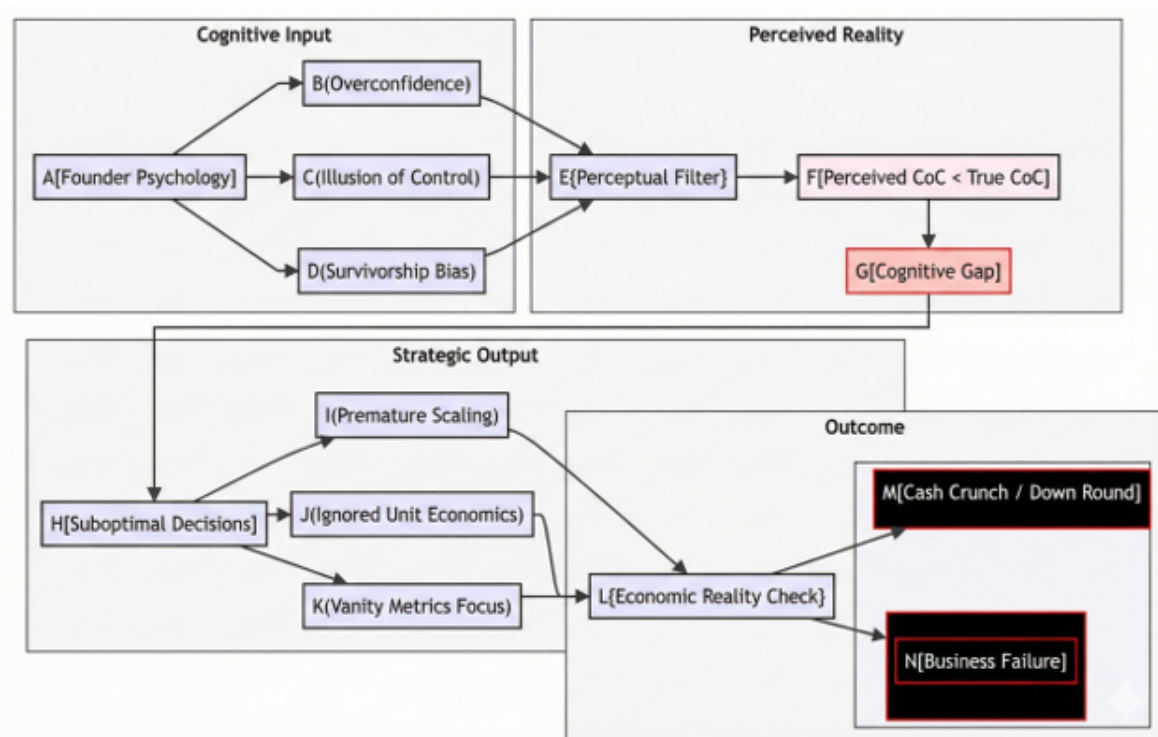 Cognitive Input
Perceived Reality
B(Overconfidence)
A[Founder Psychology]
C(Illusion of Control)
E{Perceptual Filter}
F[Perceived CoC < True CoC]
D(Survivorship Bias)
G[Cognitive Gap]
Strategic Output
I(Premature Scaling)
Outcome
M[Cash Crunch / Down Round]
H[Suboptimal Decisions]
J(Ignored Unit Economics)
K(Vanity Metrics Focus)
L{Economic Reality Check}
N[Business Failure]